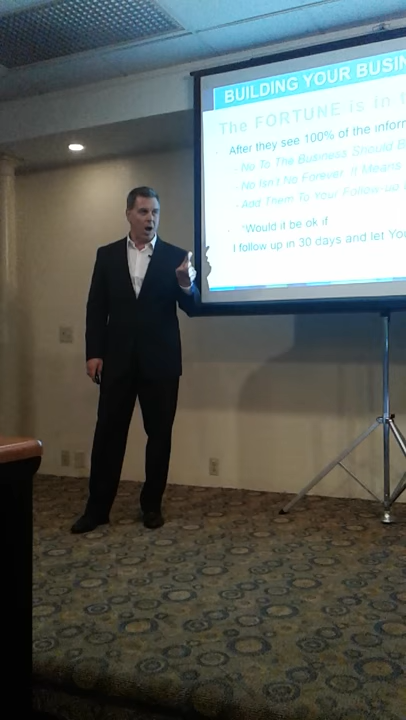 BUILDING YOUR BUSIN
The FORTUNE is in t
After they see 100% of the inform
- No To The Business Should B
No Isn't No Forever. It Means
- Add Them To Your Follow-up
- 'Would it be ok if
I follow up in 30 days and let You